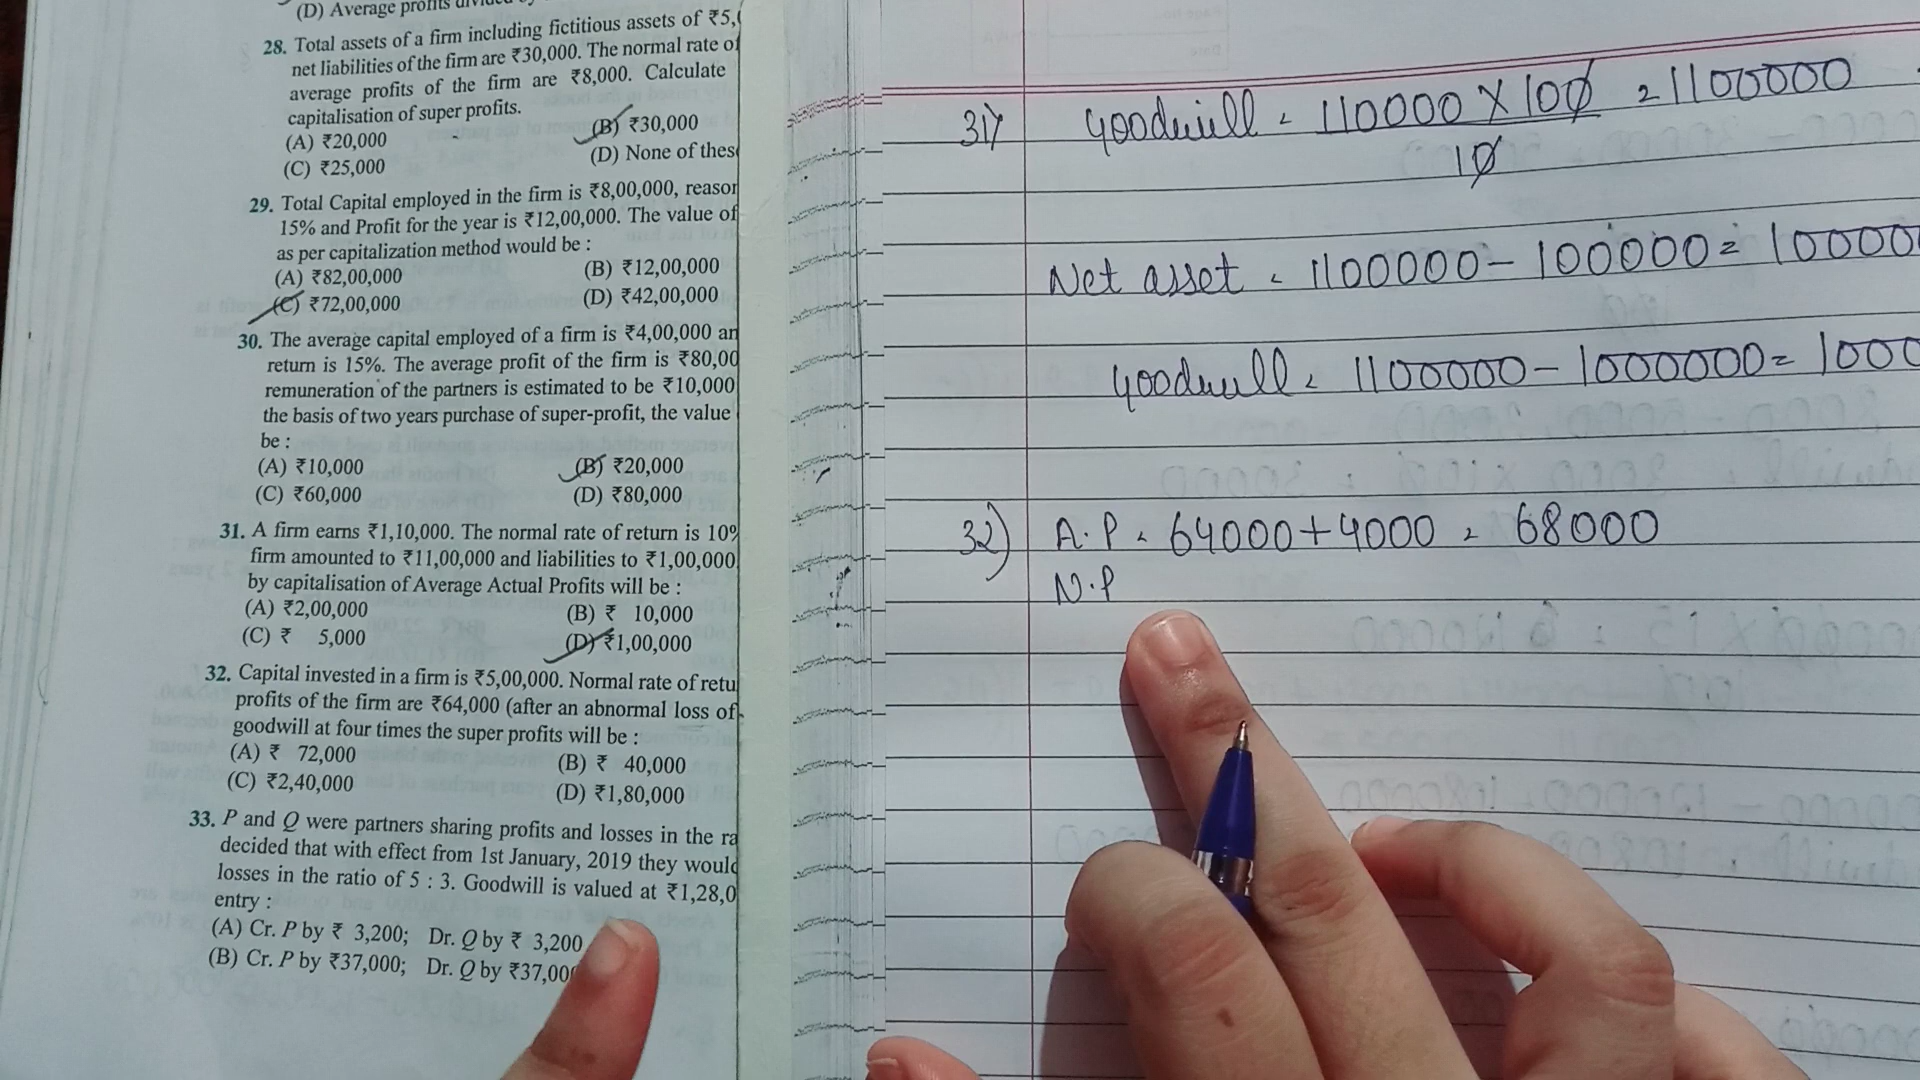 (D) Average profits
28. Total assets of a firm including fictitious assets of ₹5,
net liabilities of the firm are ₹30,000. The normal rate of
average profits of the firm are ₹8,000. Calculate
capitalisation of super profits.
(A) ₹20,000 (B) ₹30,000
(C) ₹25,000 (D) None of these
29. Total Capital employed in the firm is ₹8,00,000, reason
15% and Profit for the year is ₹12,00,000. The value of
as per capitalization method would be :
(A) ₹82,00,000 (B) ₹12,00,000
(C) ₹72,00,000 (D) ₹42,00,000
30. The average capital employed of a firm is ₹4,00,000 an
return is 15%. The average profit of the firm is ₹80,00
remuneration of the partners is estimated to be ₹10,000
the basis of two years purchase of super-profit, the value
be :
(A) ₹10,000 (B) ₹20,000
(C) ₹60,000 (D) ₹80,000
31. A firm earns ₹1,10,000. The normal rate of return is 10%
firm amounted to ₹11,00,000 and liabilities to ₹1,00,000
by capitalisation of Average Actual Profits will be :
(A) ₹2,00,000 (B) ₹ 10,000
(C) ₹ 5,000 (D) ₹1,00,000
32. Capital invested in a firm is ₹5,00,000. Normal rate of retu
profits of the firm are ₹64,000 (after an abnormal loss of
goodwill at four times the super profits will be :
(A) ₹ 72,000 (B) ₹ 40,000
(C) ₹2,40,000 (D) ₹1,80,000
33. P and Q were partners sharing profits and losses in the ra
decided that with effect from 1st January, 2019 they would
losses in the ratio of 5 : 3. Goodwill is valued at ₹1,28,0
entry :
(A) Cr. P by ₹ 3,200; Dr. Q by ₹ 3,200
(B) Cr. P by ₹37,000; Dr. Q by ₹37,00
31) Goodwill = 110000 X 100 = 1100000
10
Net asset = 1100000 - 100000 = 10000
Goodwill = 1100000 - 1000000 = 1000
32) A.P = 64000 + 4000 = 68000
N.P